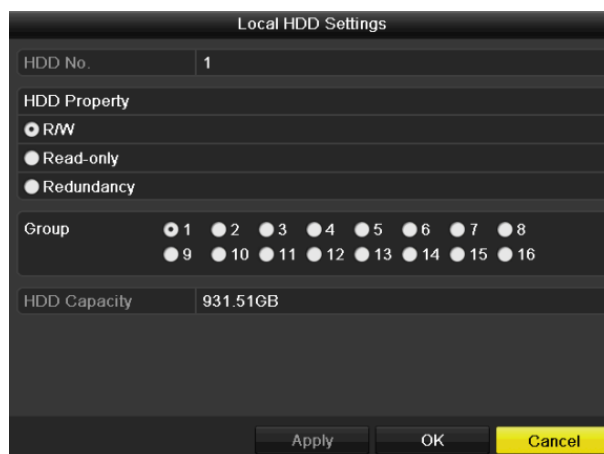 Local HDD Settings
HDD No. 1
HDD Property
R/W
Read-only
Redundancy
Group 1 2 3 4 5 6 7 8
9 10 11 12 13 14 15 16
HDD Capacity 931.51GB
Apply OK Cancel